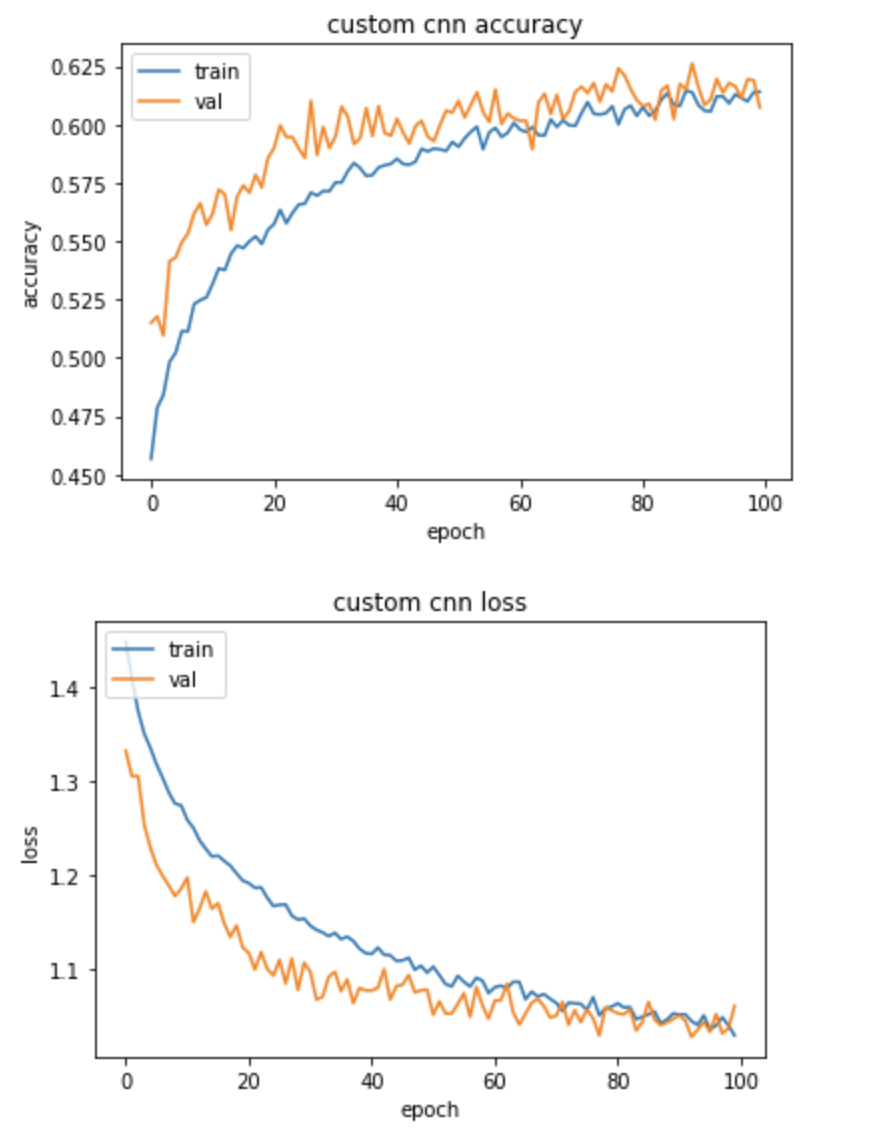 custom cnn accuracy
train
val
0.625
0.600
0.575
0.550
0.525
0.500
0.475
0.450
accuracy
0 20 40 60 80 100
epoch
custom cnn loss
train
val
1.4
1.3
1.2
1.1
loss
0 20 40 60 80 100
epoch